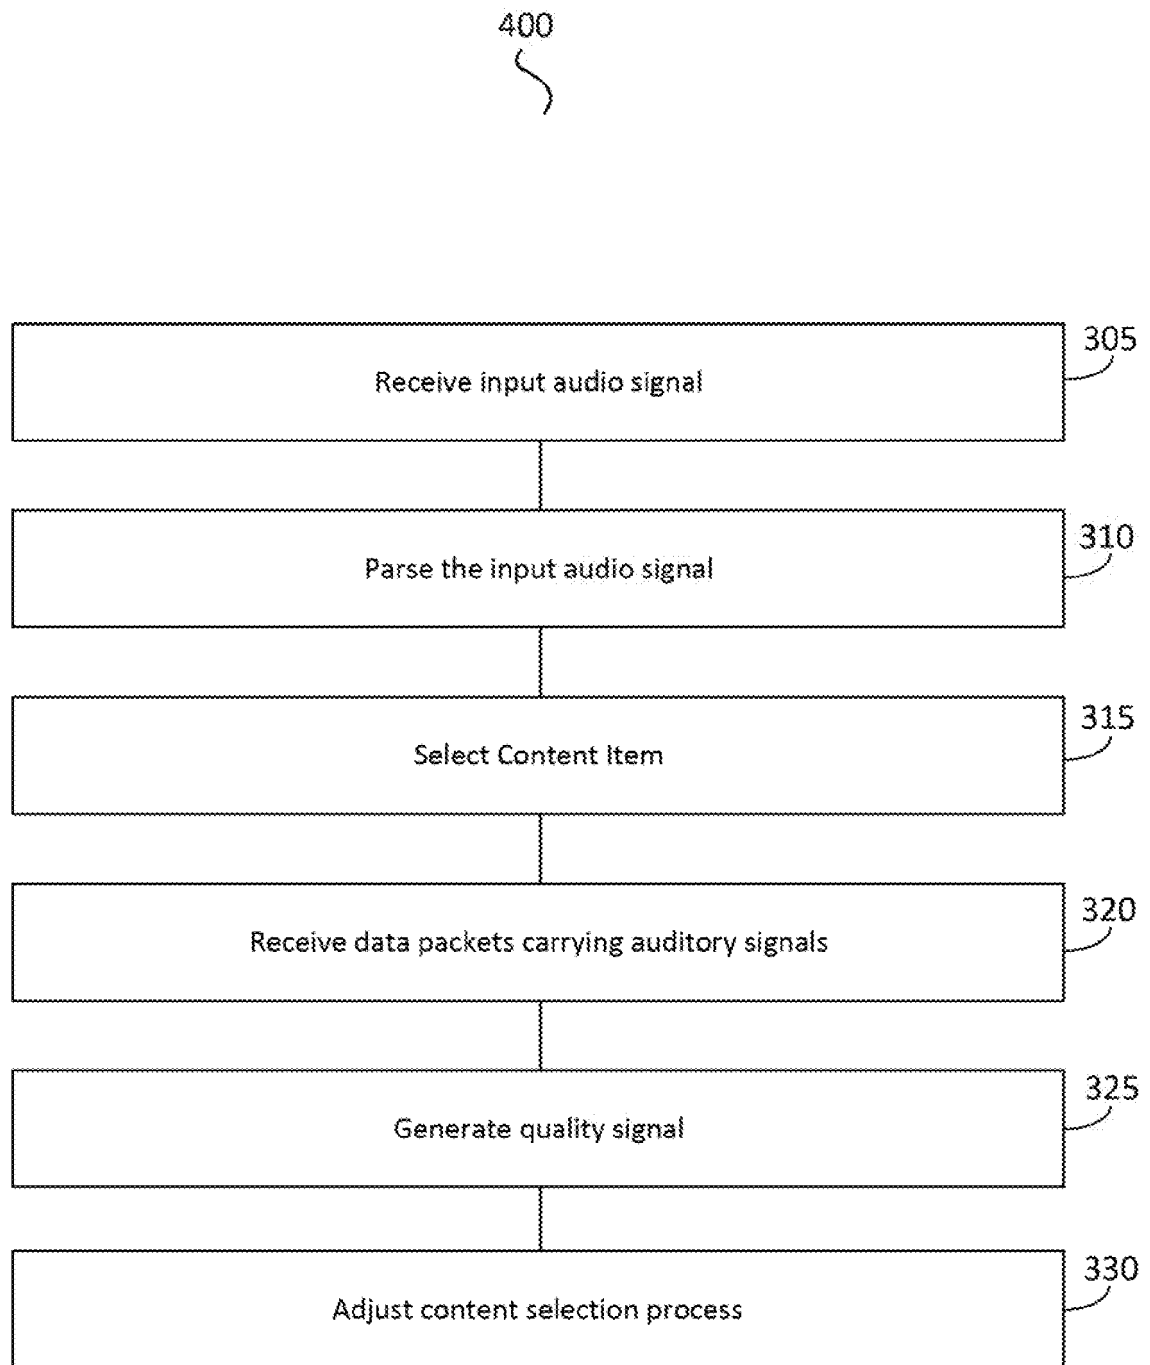 400
Receive input audio signal
305
Parse the input audio signal
310
Select Content Item
315
Receive data packets carrying auditory signals
320
Generate quality signal
325
Adjust content selection process
330